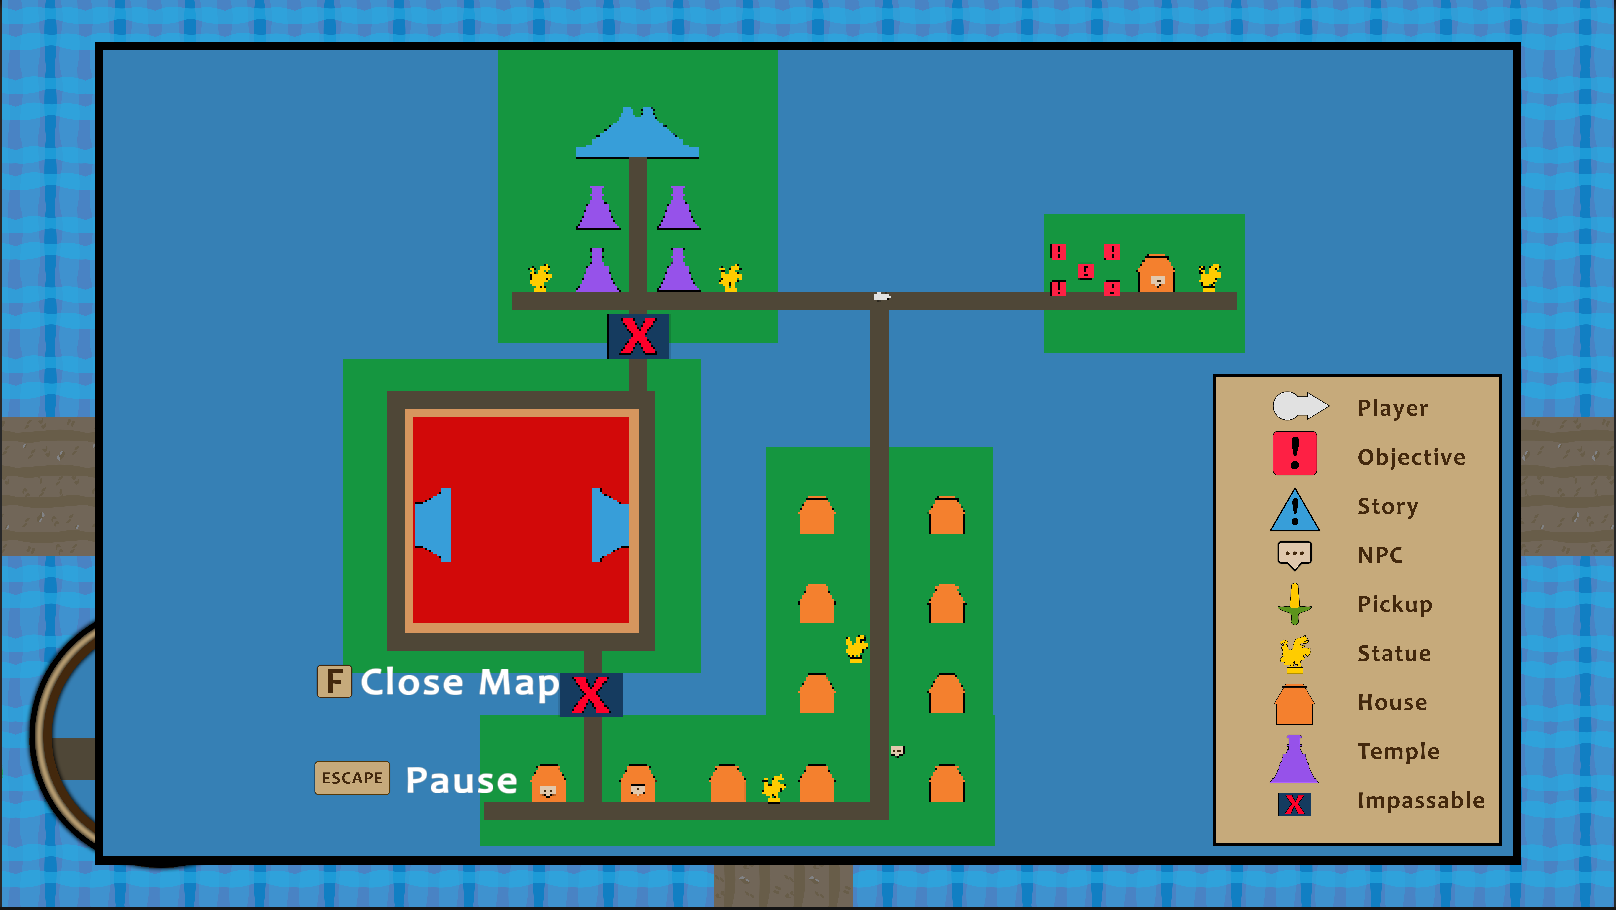 Player
! Objective
! Story
NPC
Pickup
Statue
House
Temple
X Impassable
! !
!
! !
X
X
F Close Map
ESCAPE Pause